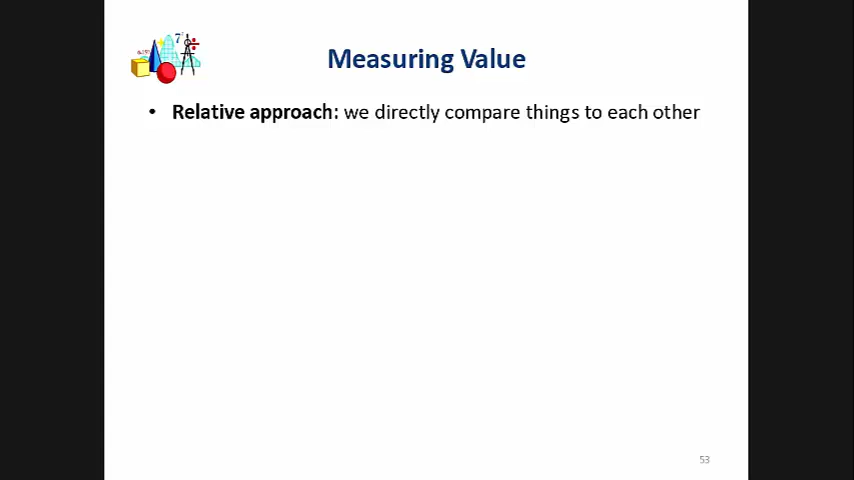 Measuring Value
• Relative approach: we directly compare things to each other
53